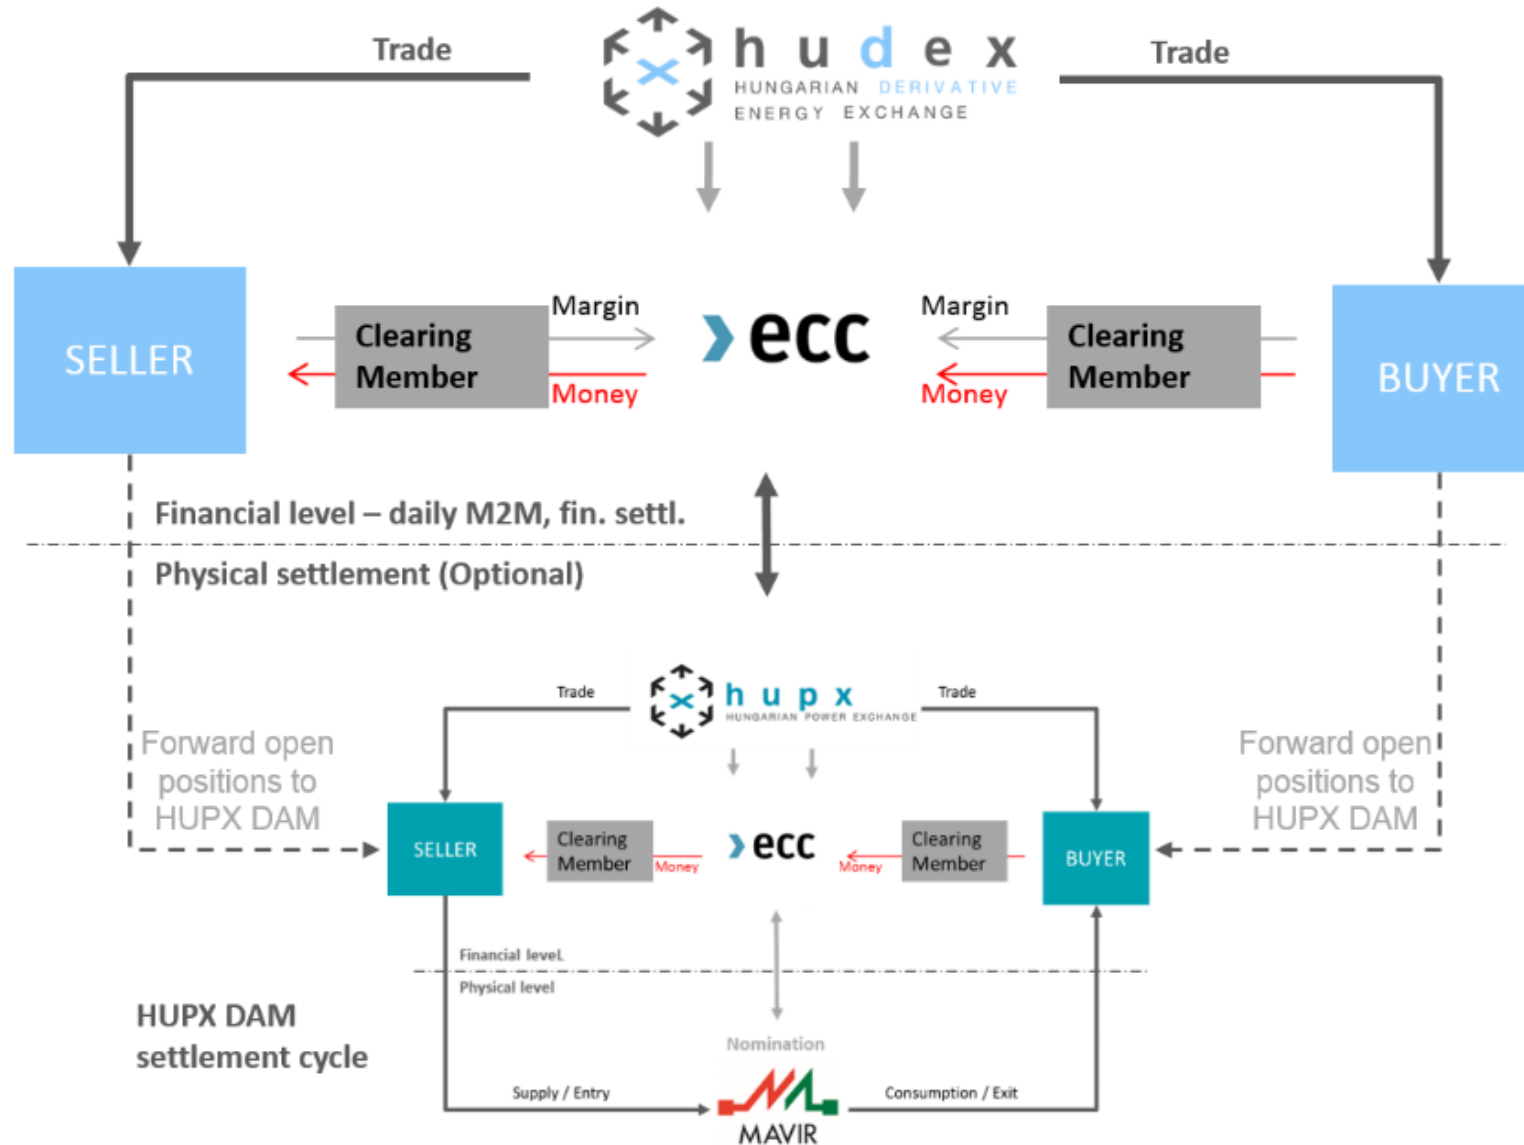 Trade
hudex
Trade
HUNGARIAN DERIVATIVE
ENERGY EXCHANGE
SELLER
Clearing
Member
Margin
Money
ecc
Margin
Money
Clearing
Member
BUYER
Financial level – daily M2M, fin. settl.
Physical settlement (Optional)
Trade
hupx
HUNGARIAN POWER EXCHANGE
Trade
Forward open
positions to
HUPX DAM
Forward open
positions to
HUPX DAM
SELLER
Clearing
Member
Money
ecc
Money
Clearing
Member
BUYER
Financial level.
Physical level
HUPX DAM
settlement cycle
Nomination
Supply / Entry
MAVIR
Consumption / Exit